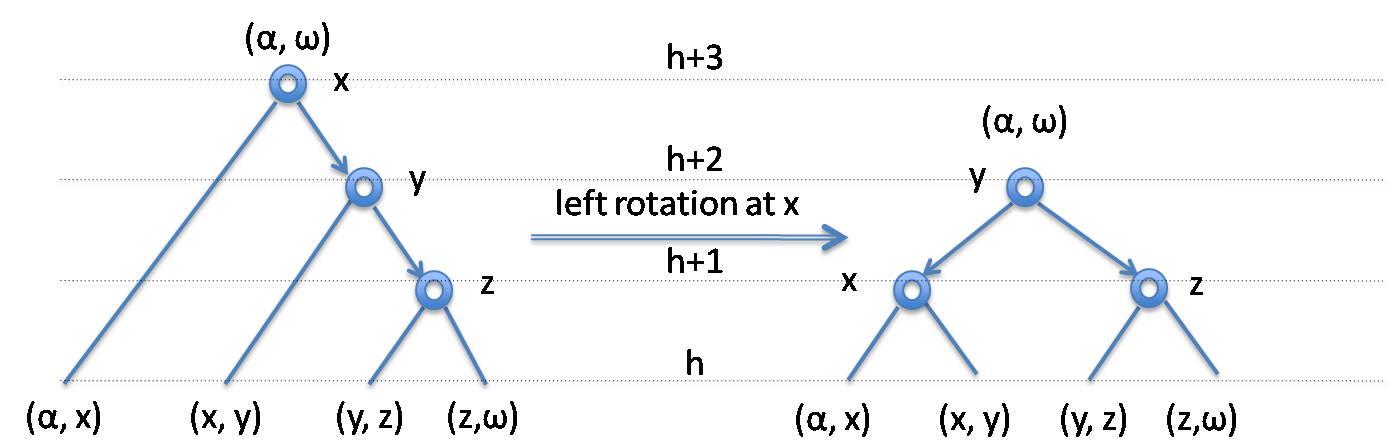 (α, ω)
x
h+3
(α, ω)
h+2
y
y
left rotation at x
h+1
z
x
z
h
(α, x) (x, y) (y, z) (z,ω)
(α, x) (x, y) (y, z) (z,ω)